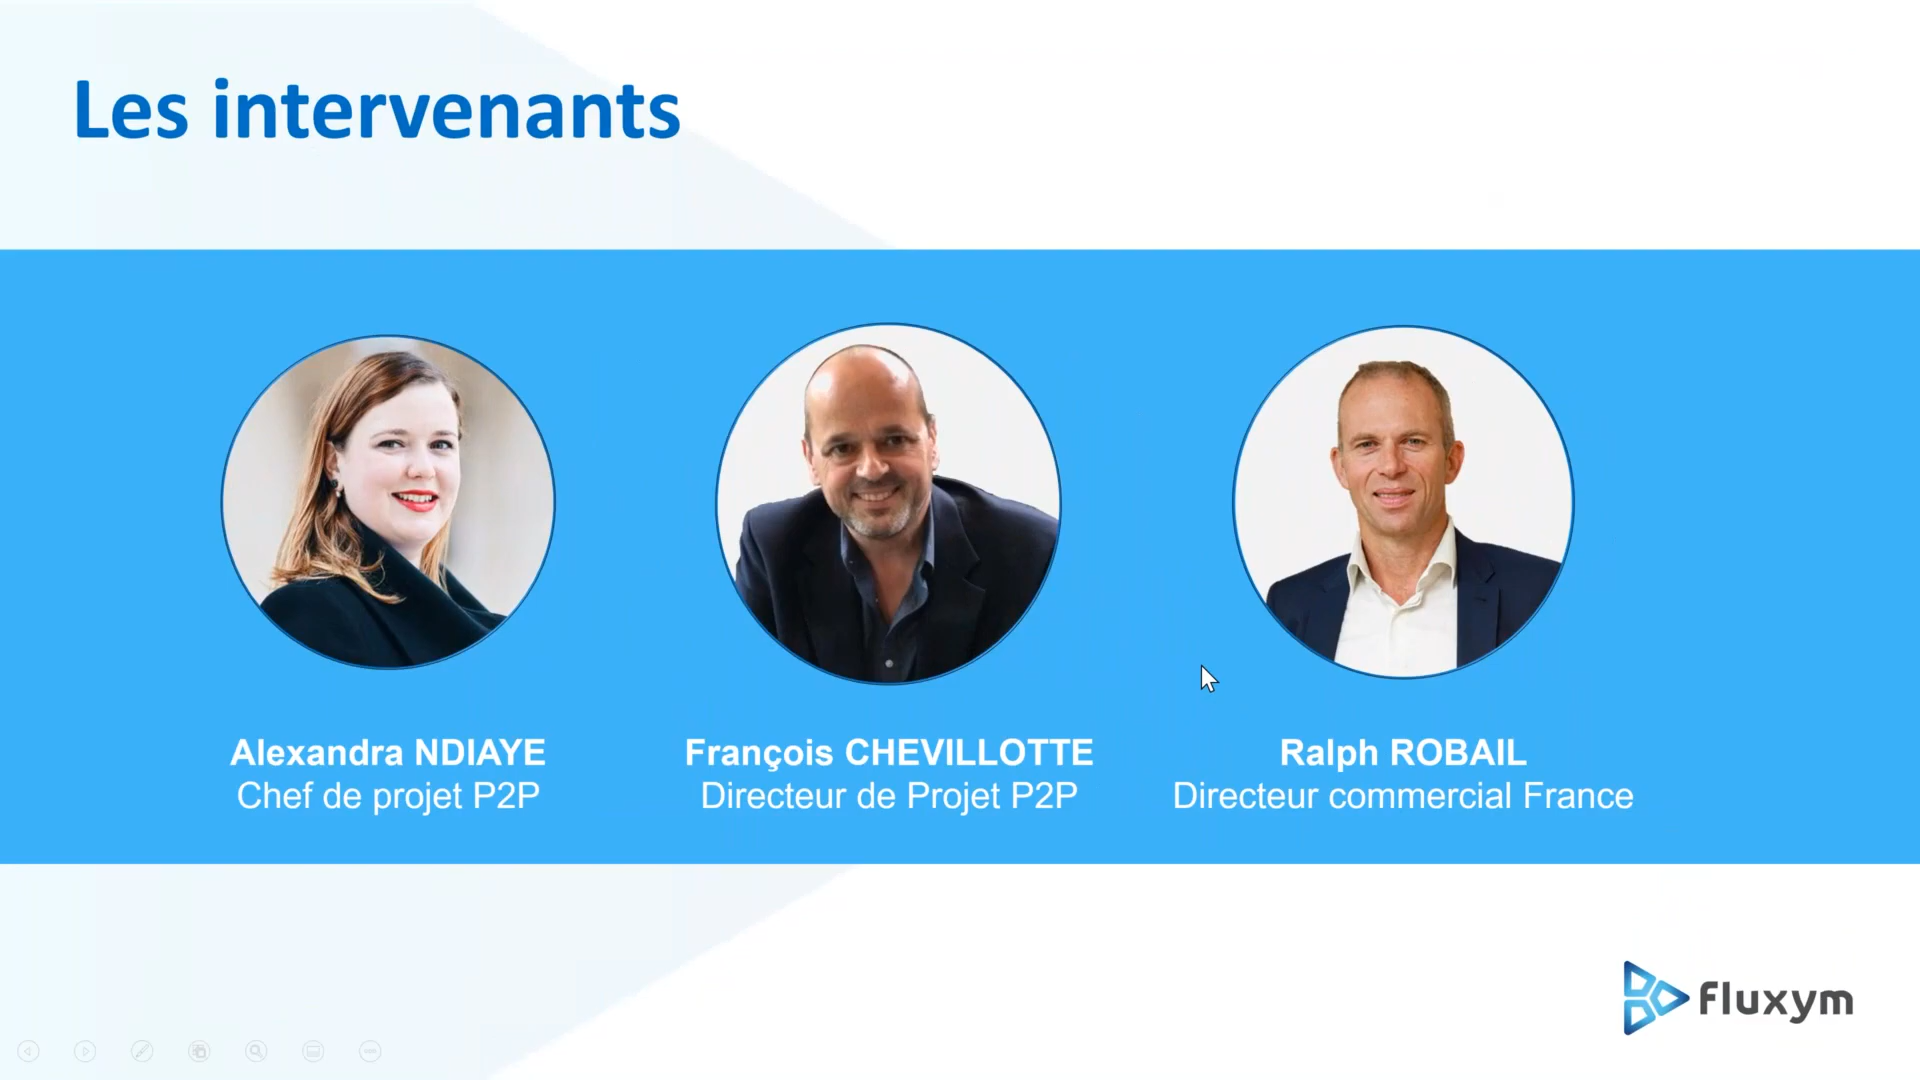 Les intervenants
Alexandra NDIAYE
Chef de projet P2P
François CHEVILLOTTE
Directeur de Projet P2P
Ralph ROBAIL
Directeur commercial France
fluxym